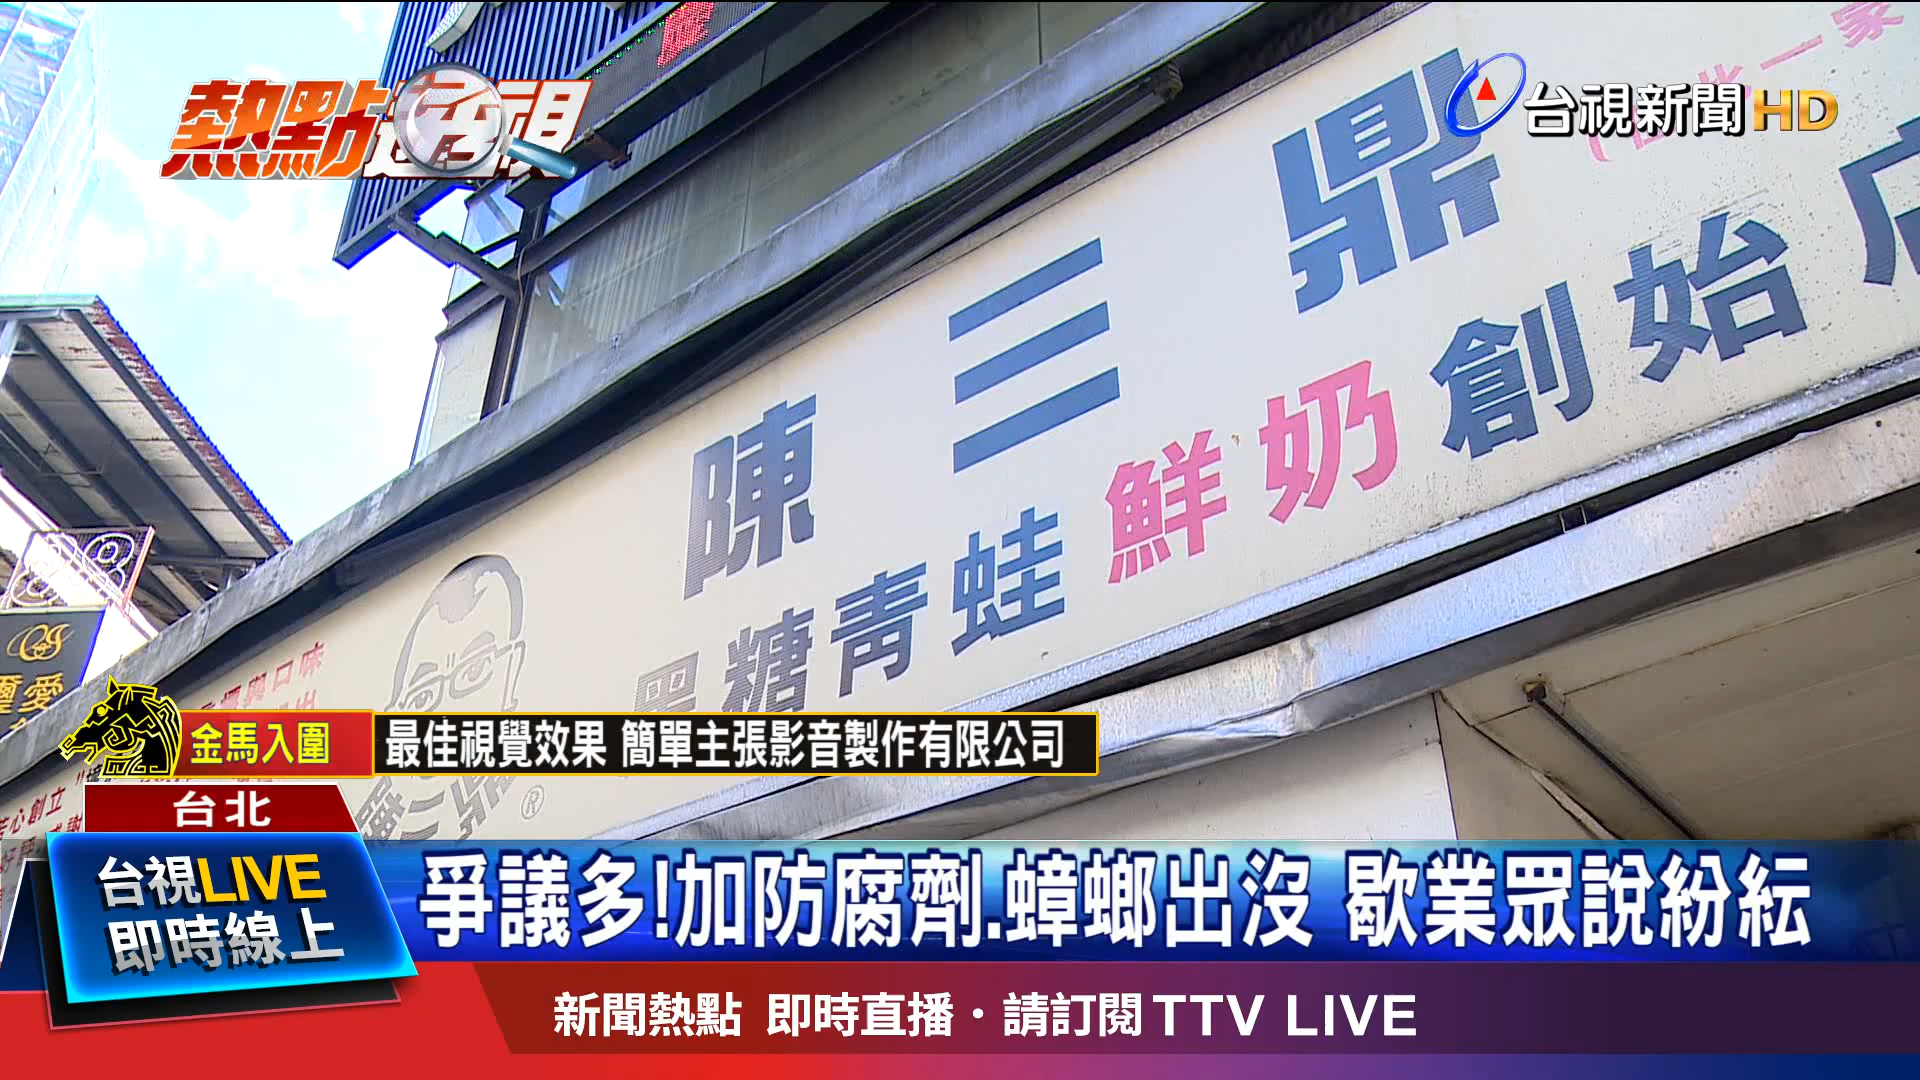 熱點透視
台視新聞HD
陳三鼎
黑糖青蛙鮮奶創始店
金馬入圍
最佳視覺效果 簡單主張影音製作有限公司
台北
台視LIVE
即時線上
爭議多!加防腐劑.蟑螂出沒 歇業眾說紛紜
新聞熱點 即時直播・請訂閱TTV LIVE